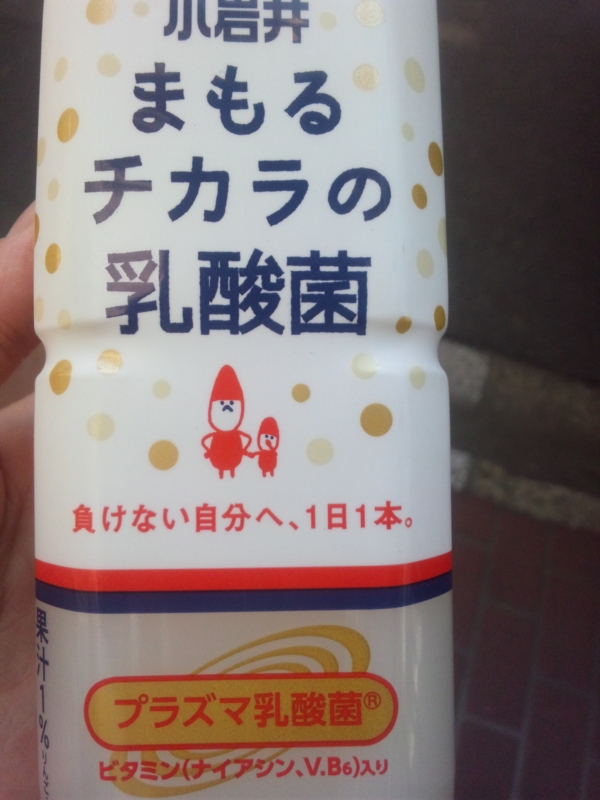 小岩井
まもる
チカラの
乳酸菌
負けない自分へ、1日1本。
プラズマ乳酸菌®
ビタミン(ナイアシン、V.B6)入り
果汁1%